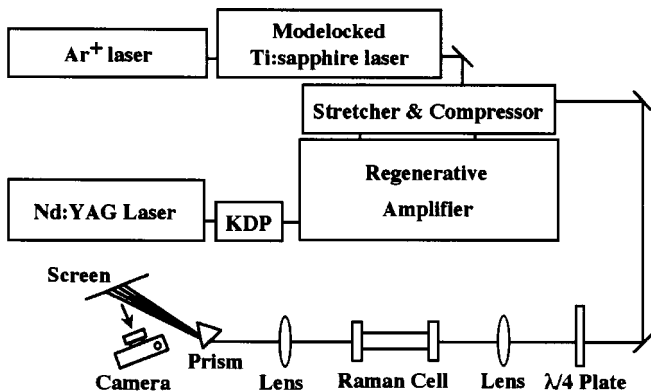 Modelocked
Ti:sapphire laser
Ar+ laser
Stretcher & Compressor
Regenerative
Amplifier
Nd:YAG Laser
KDP
Screen
Camera
Prism
Lens
Raman Cell
Lens
λ/4 Plate